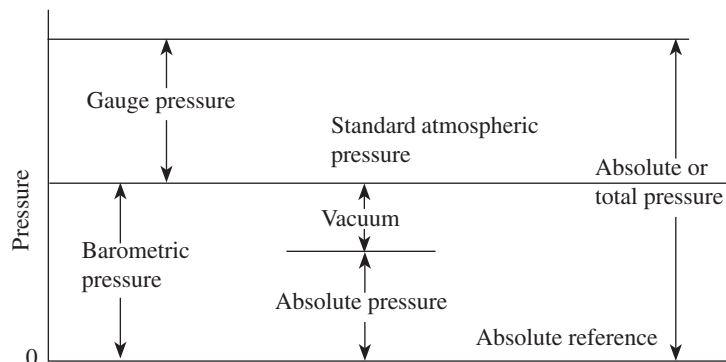 Gauge pressure
Standard atmospheric
pressure
Absolute or
total pressure
Pressure
Vacuum
Barometric
pressure
Absolute pressure
Absolute reference
0